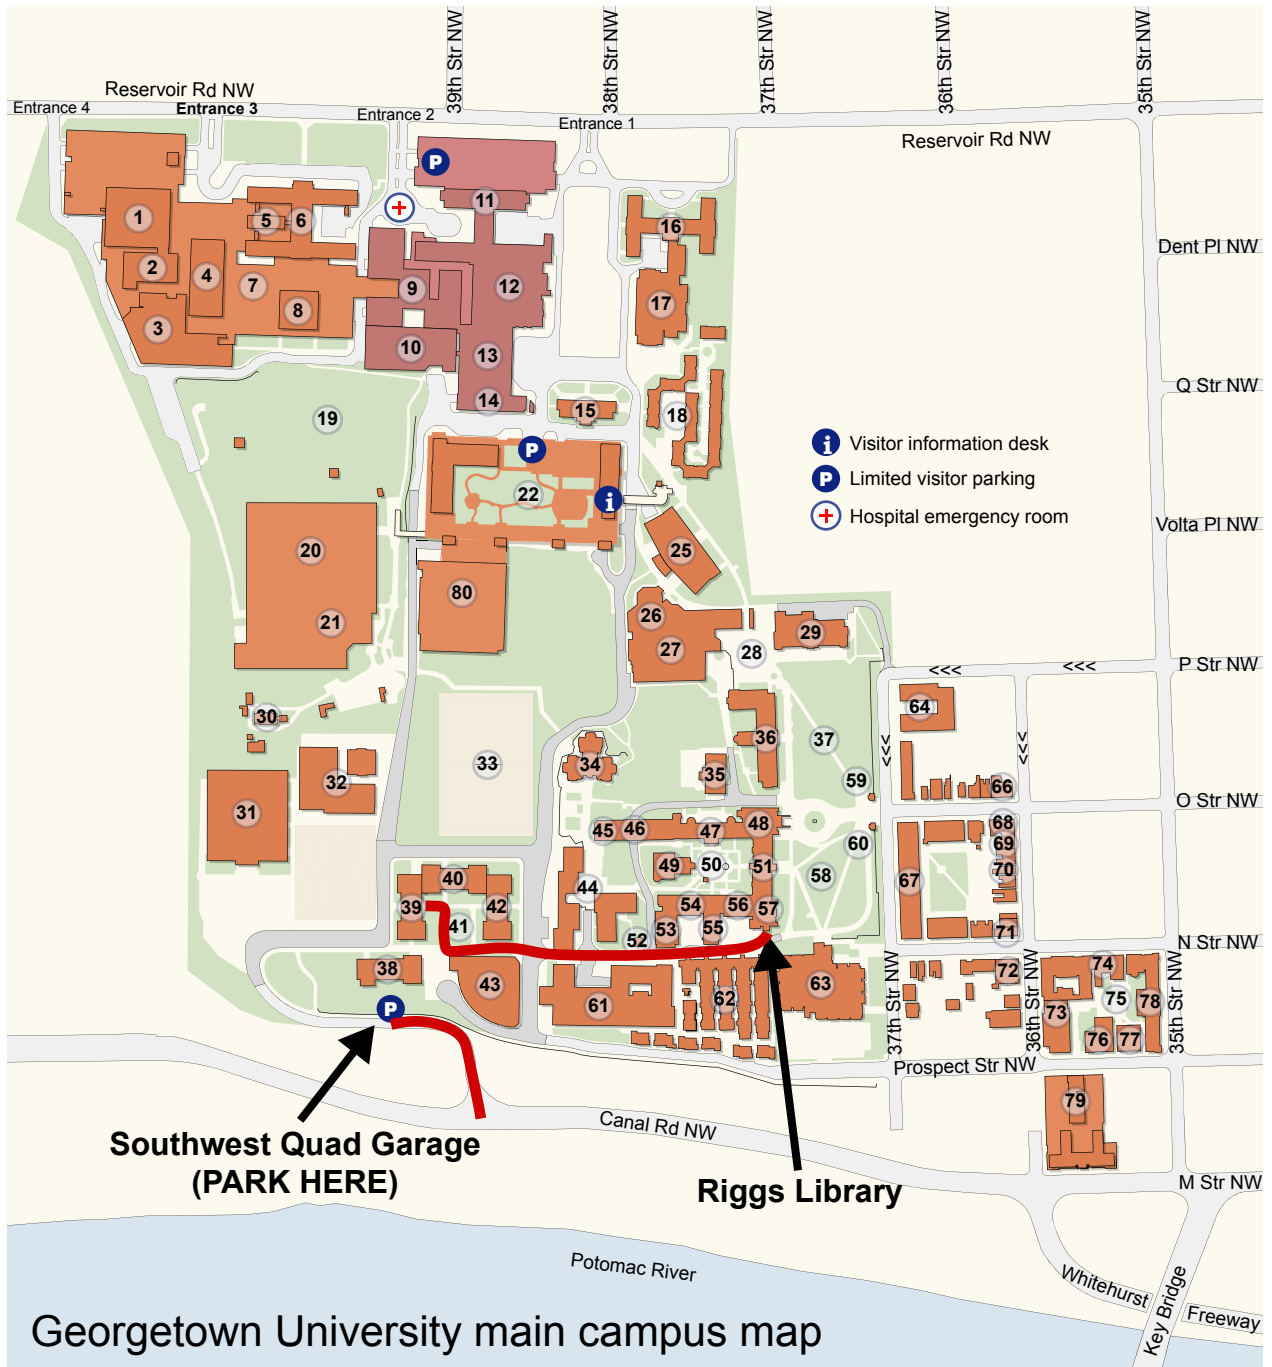 39th Str NW
38th Str NW
37th Str NW
36th Str NW
35th Str NW
Reservoir Rd NW
Entrance 4
Entrance 3
Entrance 2
Entrance 1
Reservoir Rd NW
P
11
1
5
6
16
Dent Pl NW
2
4
7
9
12
8
17
3
10
13
Q Str NW
14
15
18
19
i Visitor information desk
P
P Limited visitor parking
22
i
Hospital emergency room
Volta Pl NW
20
25
80
21
26
29
27
28
P Str NW
<<<
<<<
30
64
33
36
37
<<<
<<<
34
35
59
32
66
O Str NW
31
45
46
47
48
68
60
69
49
50
51
70
40
58
67
44
39
42
54
56
57
41
53
55
71
52
N Str NW
38
74
72
43
62
63
75
78
61
73
P
76
77
37th Str NW
36th Str NW
35th Str NW
Prospect Str NW
79
Canal Rd NW
Southwest Quad Garage
(PARK HERE)
Riggs Library
M Str NW
Potomac River
Whitehurst
Freeway
Key Bridge
Georgetown University main campus map